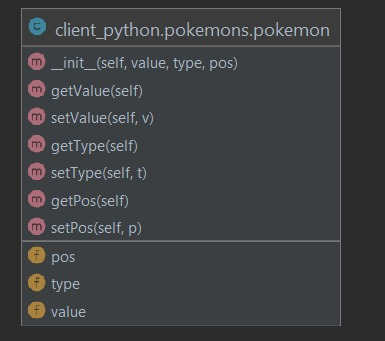 c client_python.pokemons.pokemon
m __init__(self, value, type, pos)
m getValue(self)
m setValue(self, v)
m getType(self)
m setType(self, t)
m getPos(self)
m setPos(self, p)
f pos
f type
f value